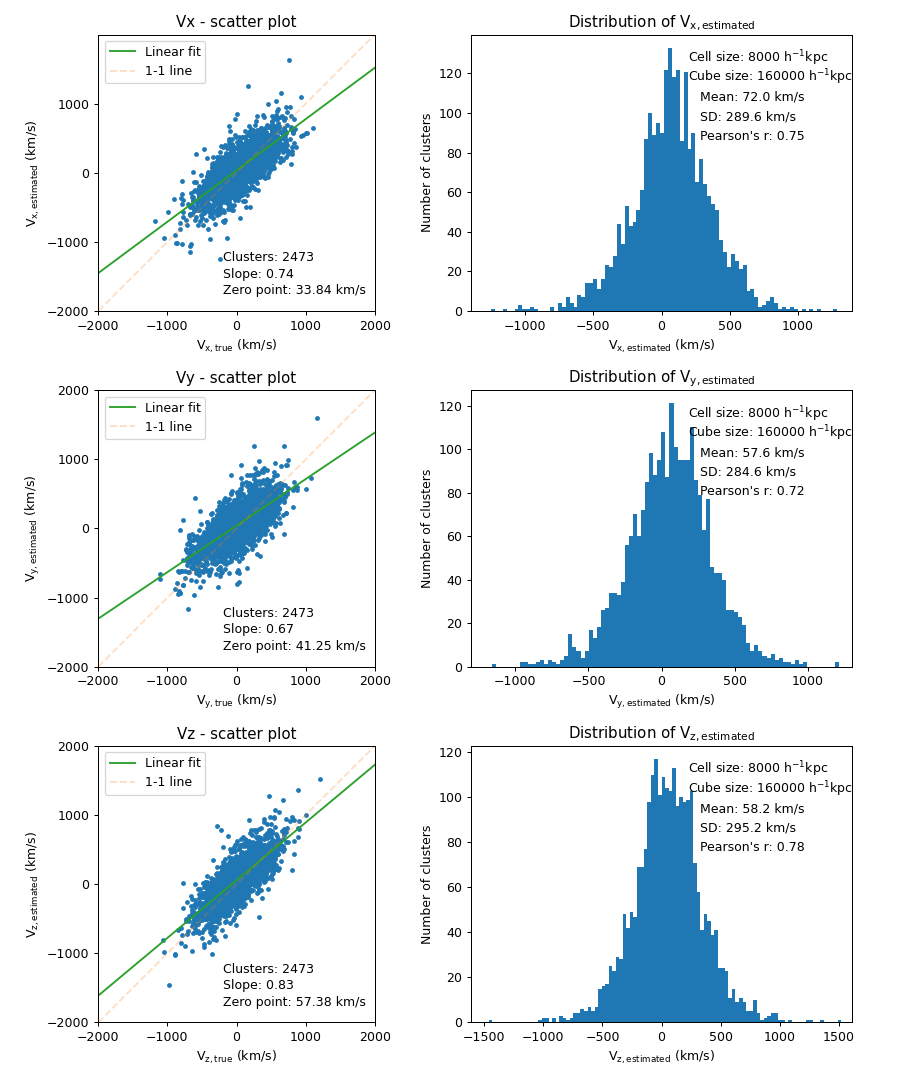 Vx - scatter plot
Linear fit
1-1 line
1000
0
−1000
−2000
−2000 −1000 0 1000 2000
V_x, true (km/s)
V_x, estimated (km/s)
Clusters: 2473
Slope: 0.74
Zero point: 33.84 km/s
Distribution of V_x, estimated
Cell size: 8000 h⁻¹kpc
Cube size: 160000 h⁻¹kpc
Mean: 72.0 km/s
SD: 289.6 km/s
Pearson's r: 0.75
120
100
80
60
40
20
0
−1000 −500 0 500 1000
V_x, estimated (km/s)
Number of clusters
Vy - scatter plot
Linear fit
1-1 line
2000
1000
0
−1000
−2000
−2000 −1000 0 1000 2000
V_y, true (km/s)
V_y, estimated (km/s)
Clusters: 2473
Slope: 0.67
Zero point: 41.25 km/s
Distribution of V_y, estimated
Cell size: 8000 h⁻¹kpc
Cube size: 160000 h⁻¹kpc
Mean: 57.6 km/s
SD: 284.6 km/s
Pearson's r: 0.72
120
100
80
60
40
20
0
−1000 −500 0 500 1000
V_y, estimated (km/s)
Number of clusters
Vz - scatter plot
Linear fit
1-1 line
2000
1000
0
−1000
−2000
−2000 −1000 0 1000 2000
V_z, true (km/s)
V_z, estimated (km/s)
Clusters: 2473
Slope: 0.83
Zero point: 57.38 km/s
Distribution of V_z, estimated
Cell size: 8000 h⁻¹kpc
Cube size: 160000 h⁻¹kpc
Mean: 58.2 km/s
SD: 295.2 km/s
Pearson's r: 0.78
120
100
80
60
40
20
0
−1500 −1000 −500 0 500 1000 1500
V_z, estimated (km/s)
Number of clusters